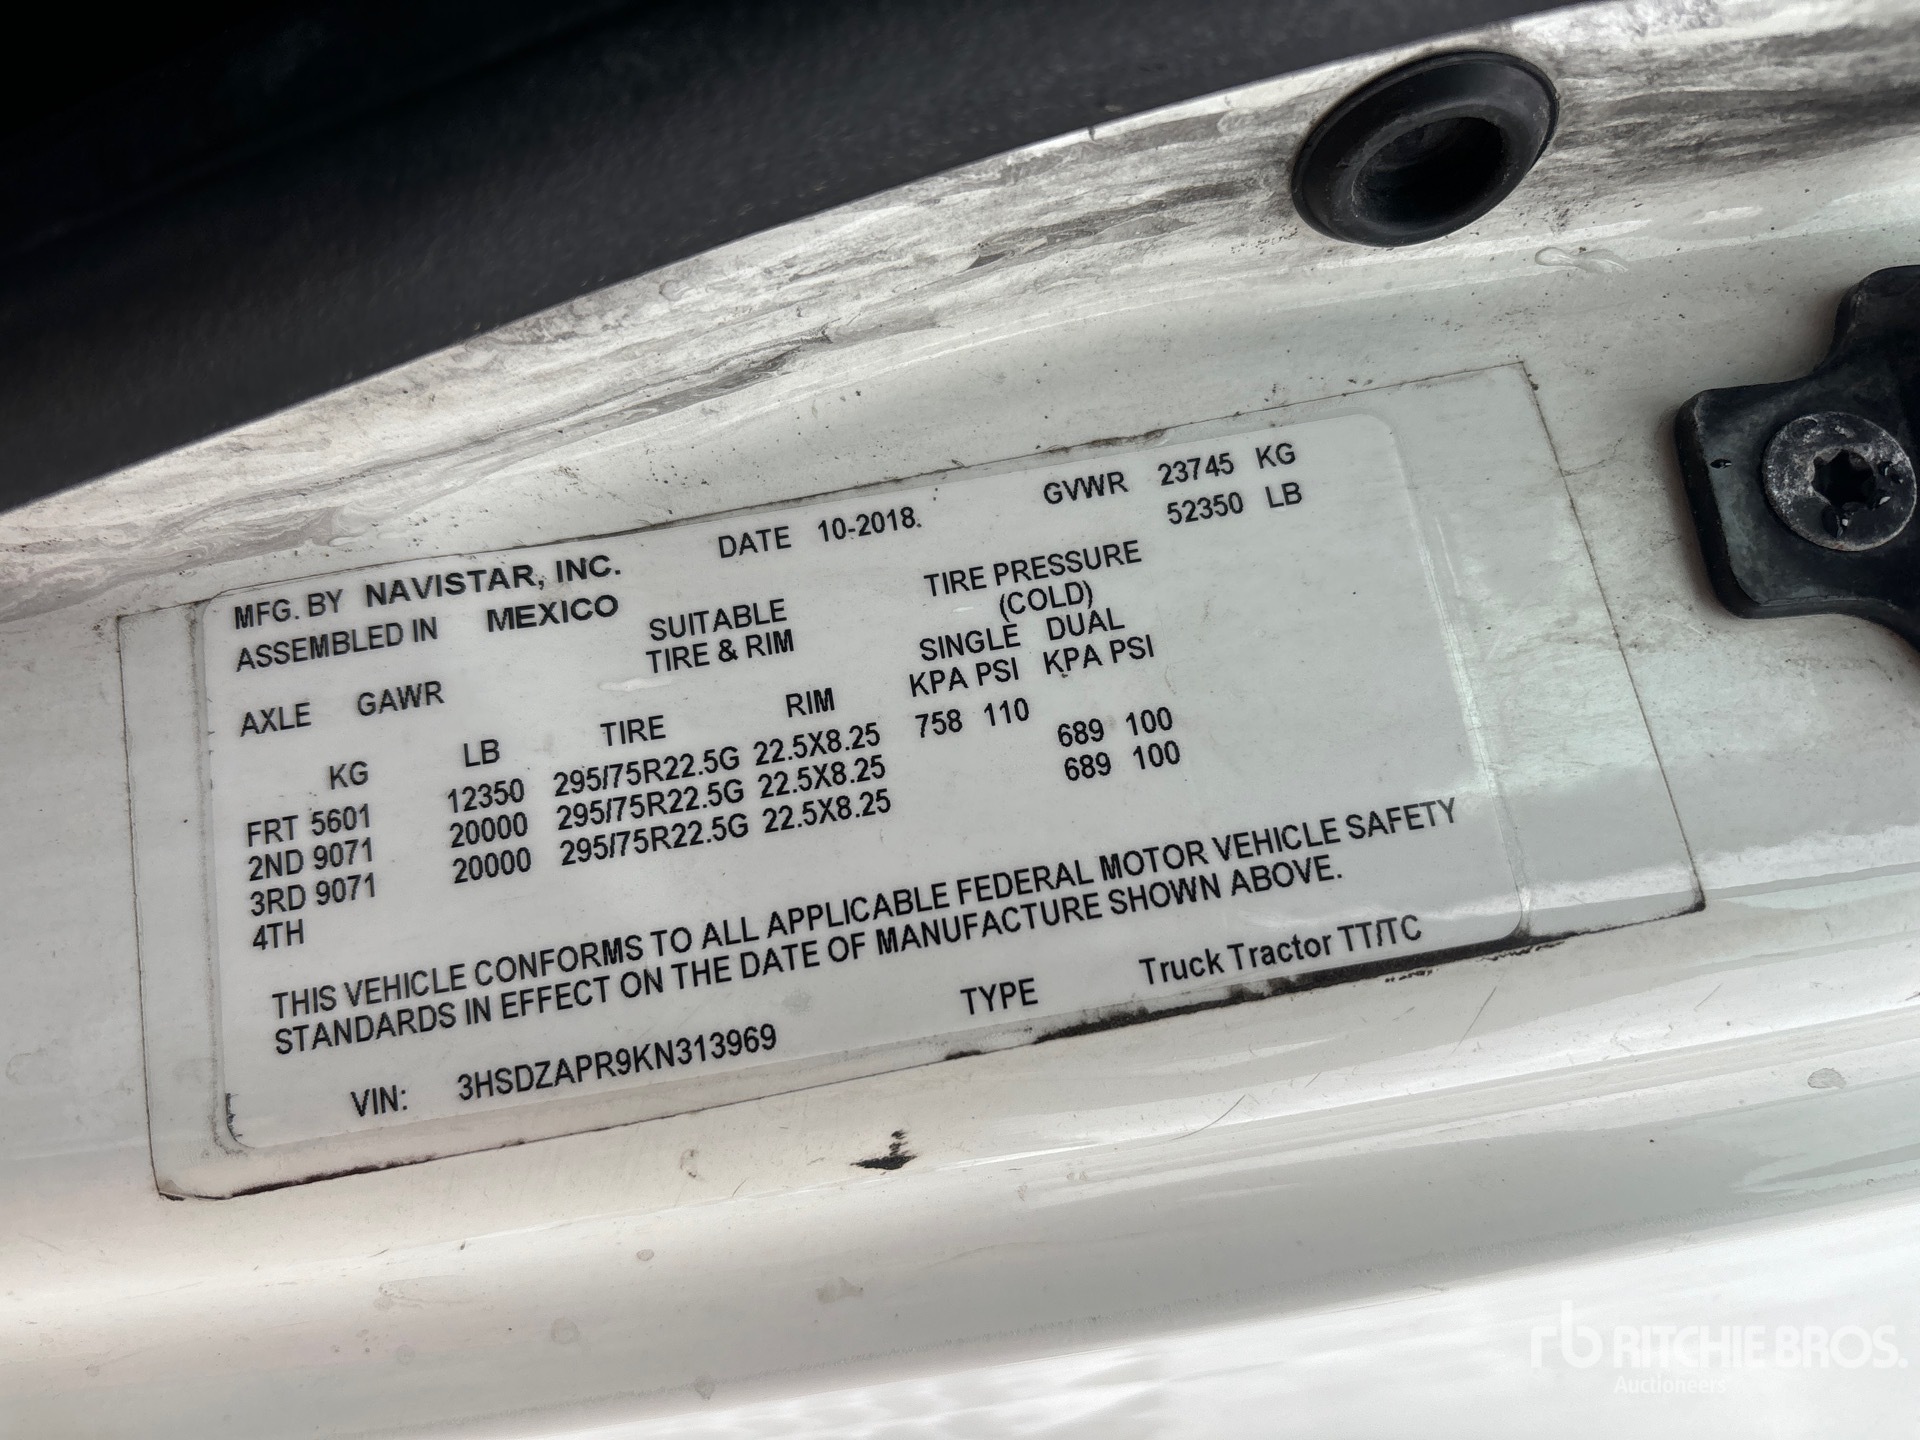 MFG. BY NAVISTAR, INC. DATE 10-2018. GVWR 23745 KG
ASSEMBLED IN MEXICO 52350 LB
SUITABLE TIRE PRESSURE
TIRE & RIM (COLD)
SINGLE DUAL
AXLE GAWR KPA PSI KPA PSI
KG LB TIRE RIM
FRT 5601 12350 295/75R22.5G 22.5X8.25 758 110
2ND 9071 20000 295/75R22.5G 22.5X8.25 689 100
3RD 9071 20000 295/75R22.5G 22.5X8.25 689 100
4TH
THIS VEHICLE CONFORMS TO ALL APPLICABLE FEDERAL MOTOR VEHICLE SAFETY
STANDARDS IN EFFECT ON THE DATE OF MANUFACTURE SHOWN ABOVE.
VIN: 3HSDZAPR9KN313969 TYPE Truck Tractor TT/TC
rb RITCHIE BROS.
Auctioneers